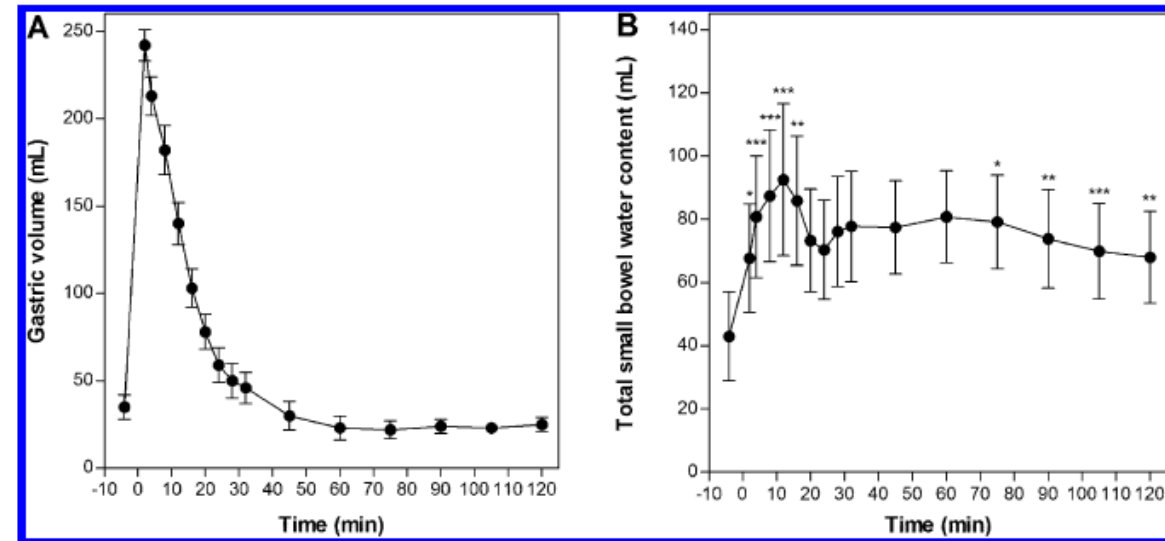 A
Gastric volume (mL)
250
200
150
100
50
0
-10 0 10 20 30 40 50 60 70 80 90 100 110 120
Time (min)
B
Total small bowel water content (mL)
140
120
100
80
60
40
20
0
* *** *** *** ** * ** *** **
-10 0 10 20 30 40 50 60 70 80 90 100 110 120
Time (min)